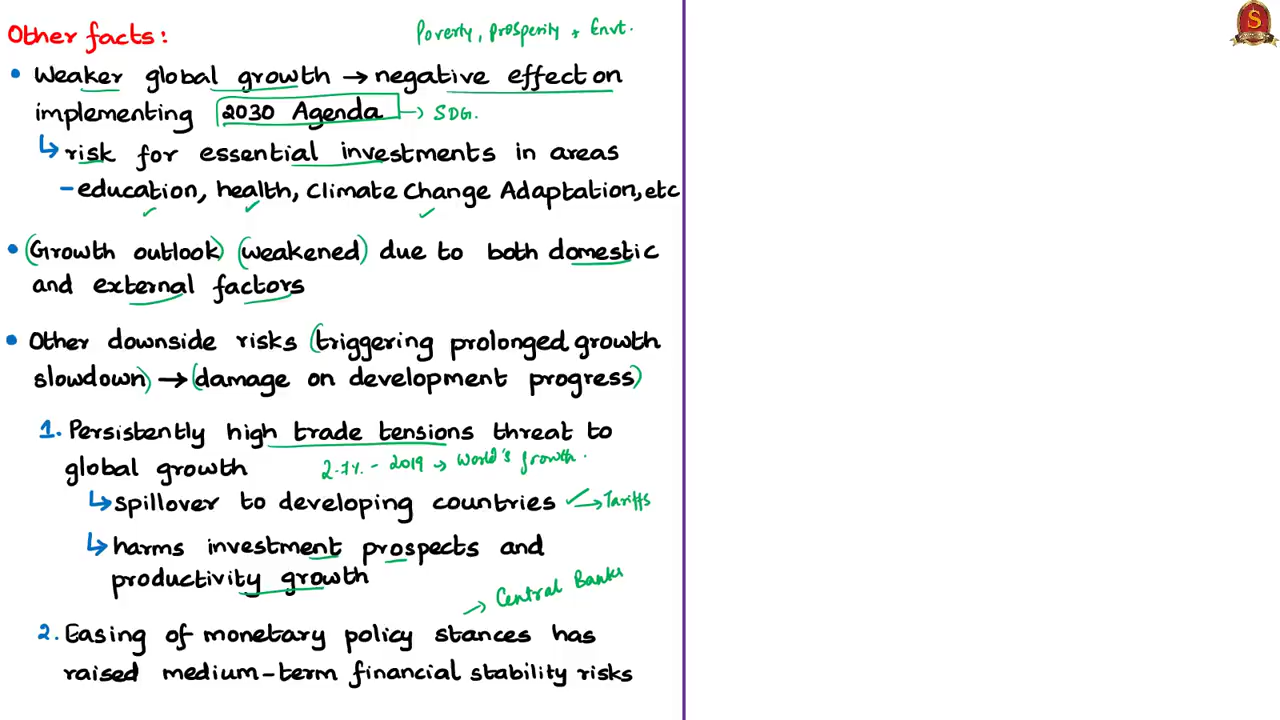 Other facts:
Poverty, prosperity + Envt.
• Weaker global growth → negative effect on
implementing 2030 Agenda → SDG.
↳ risk for essential investments in areas
- education, health, Climate Change Adaptation, etc
• (Growth outlook) (weakened) due to both domestic
and external factors
• Other downside risks (triggering prolonged growth
slowdown) → (damage on development progress)
1. Persistently high trade tensions threat to
global growth
2.7%. - 2019 → World's growth.
↳ spillover to developing countries → Tariffs
↳ harms investment prospects and
productivity growth
→ Central Banks
2. Easing of monetary policy stances has
raised medium-term financial stability risks